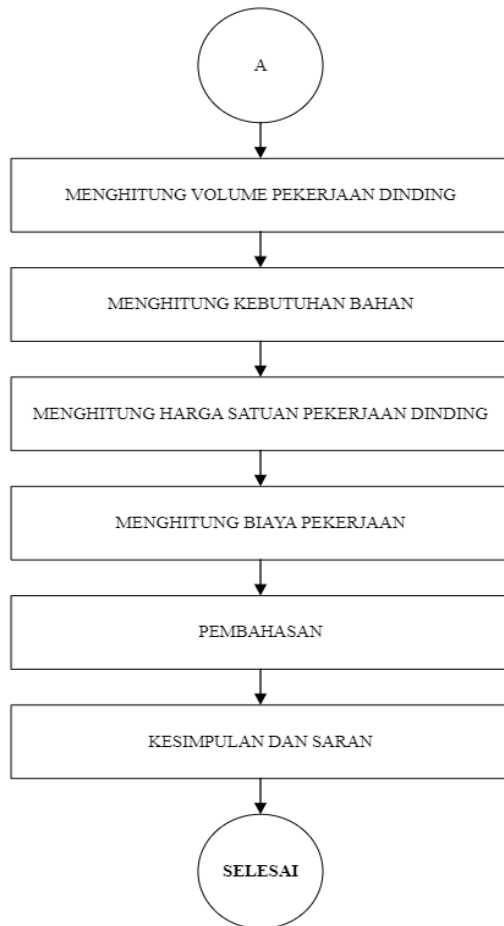 A
MENGHITUNG VOLUME PEKERJAAN DINDING
MENGHITUNG KEBUTUHAN BAHAN
MENGHITUNG HARGA SATUAN PEKERJAAN DINDING
MENGHITUNG BIAYA PEKERJAAN
PEMBAHASAN
KESIMPULAN DAN SARAN
SELESAI